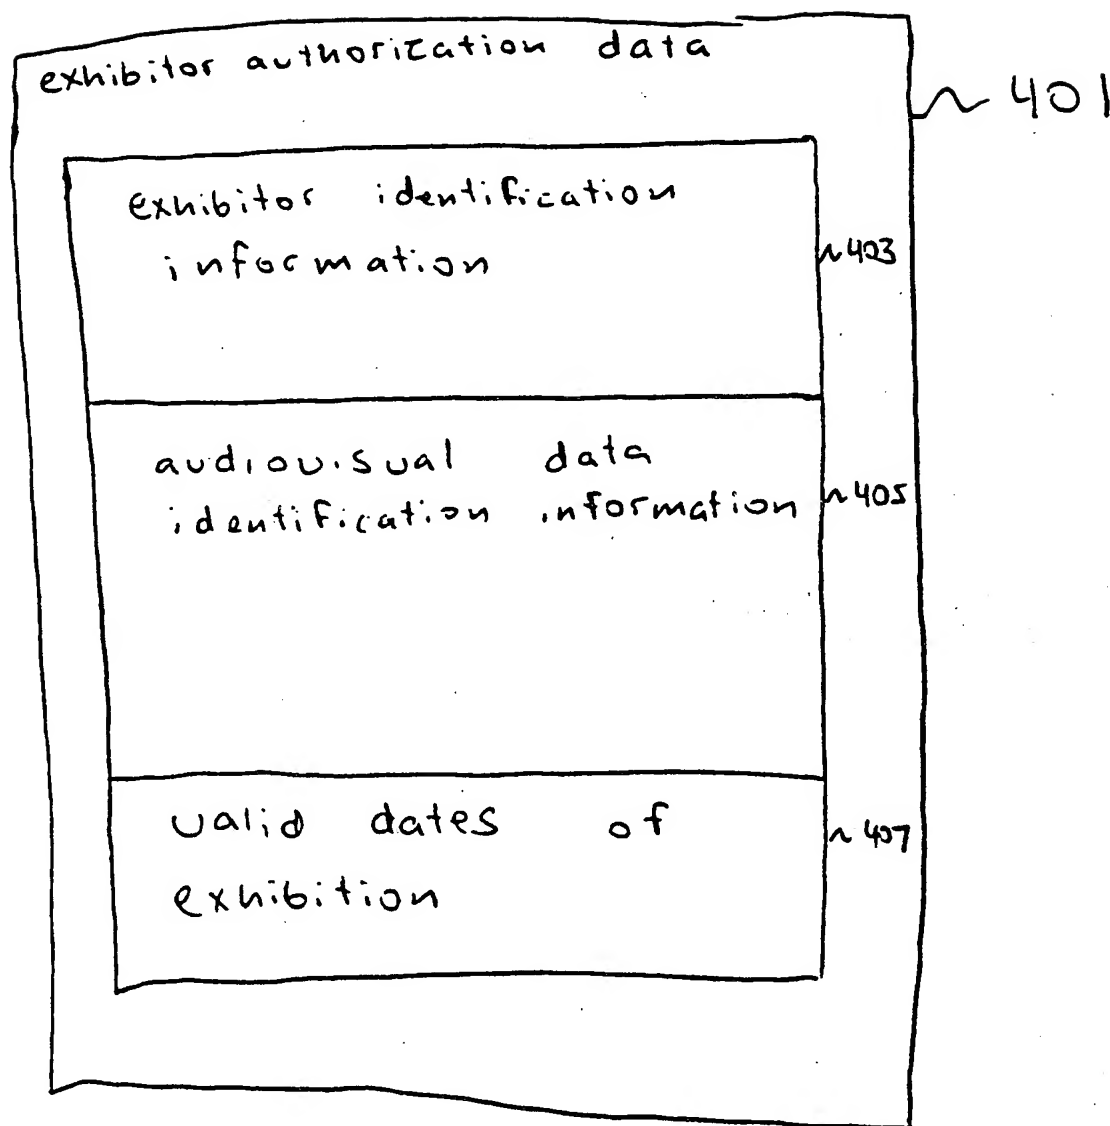 exhibitor authorization data
~ 401
exhibitor identification
information
~403
audiovisual data
identification information
~405
valid dates of
exhibition
~407